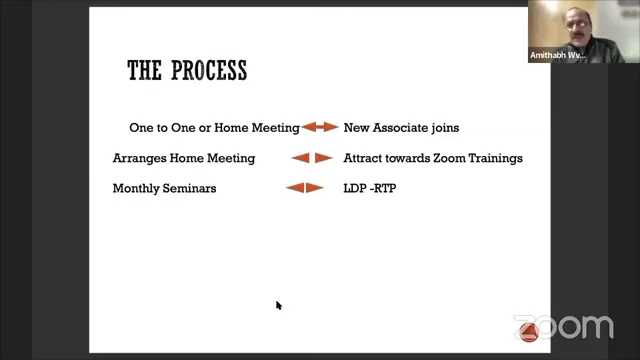 Amithabh Wv...
THE PROCESS
One to One or Home Meeting New Associate joins
Arranges Home Meeting Attract towards Zoom Trainings
Monthly Seminars LDP -RTP
zoom